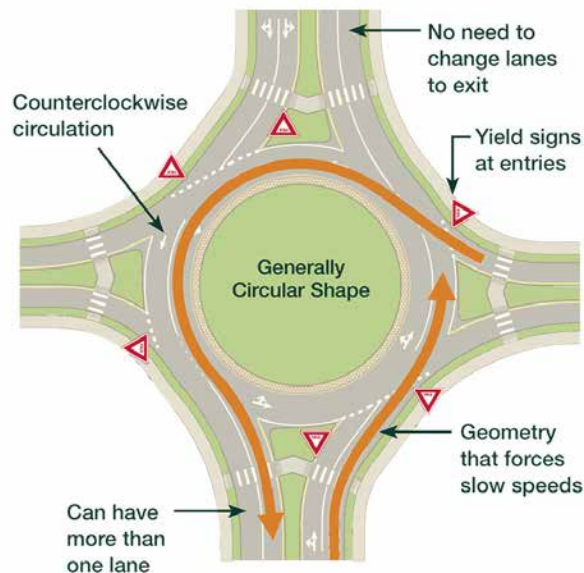 No need to
change lanes
to exit
Counterclockwise
circulation
Yield signs
at entries
Generally
Circular Shape
Geometry
that forces
slow speeds
Can have
more than
one lane